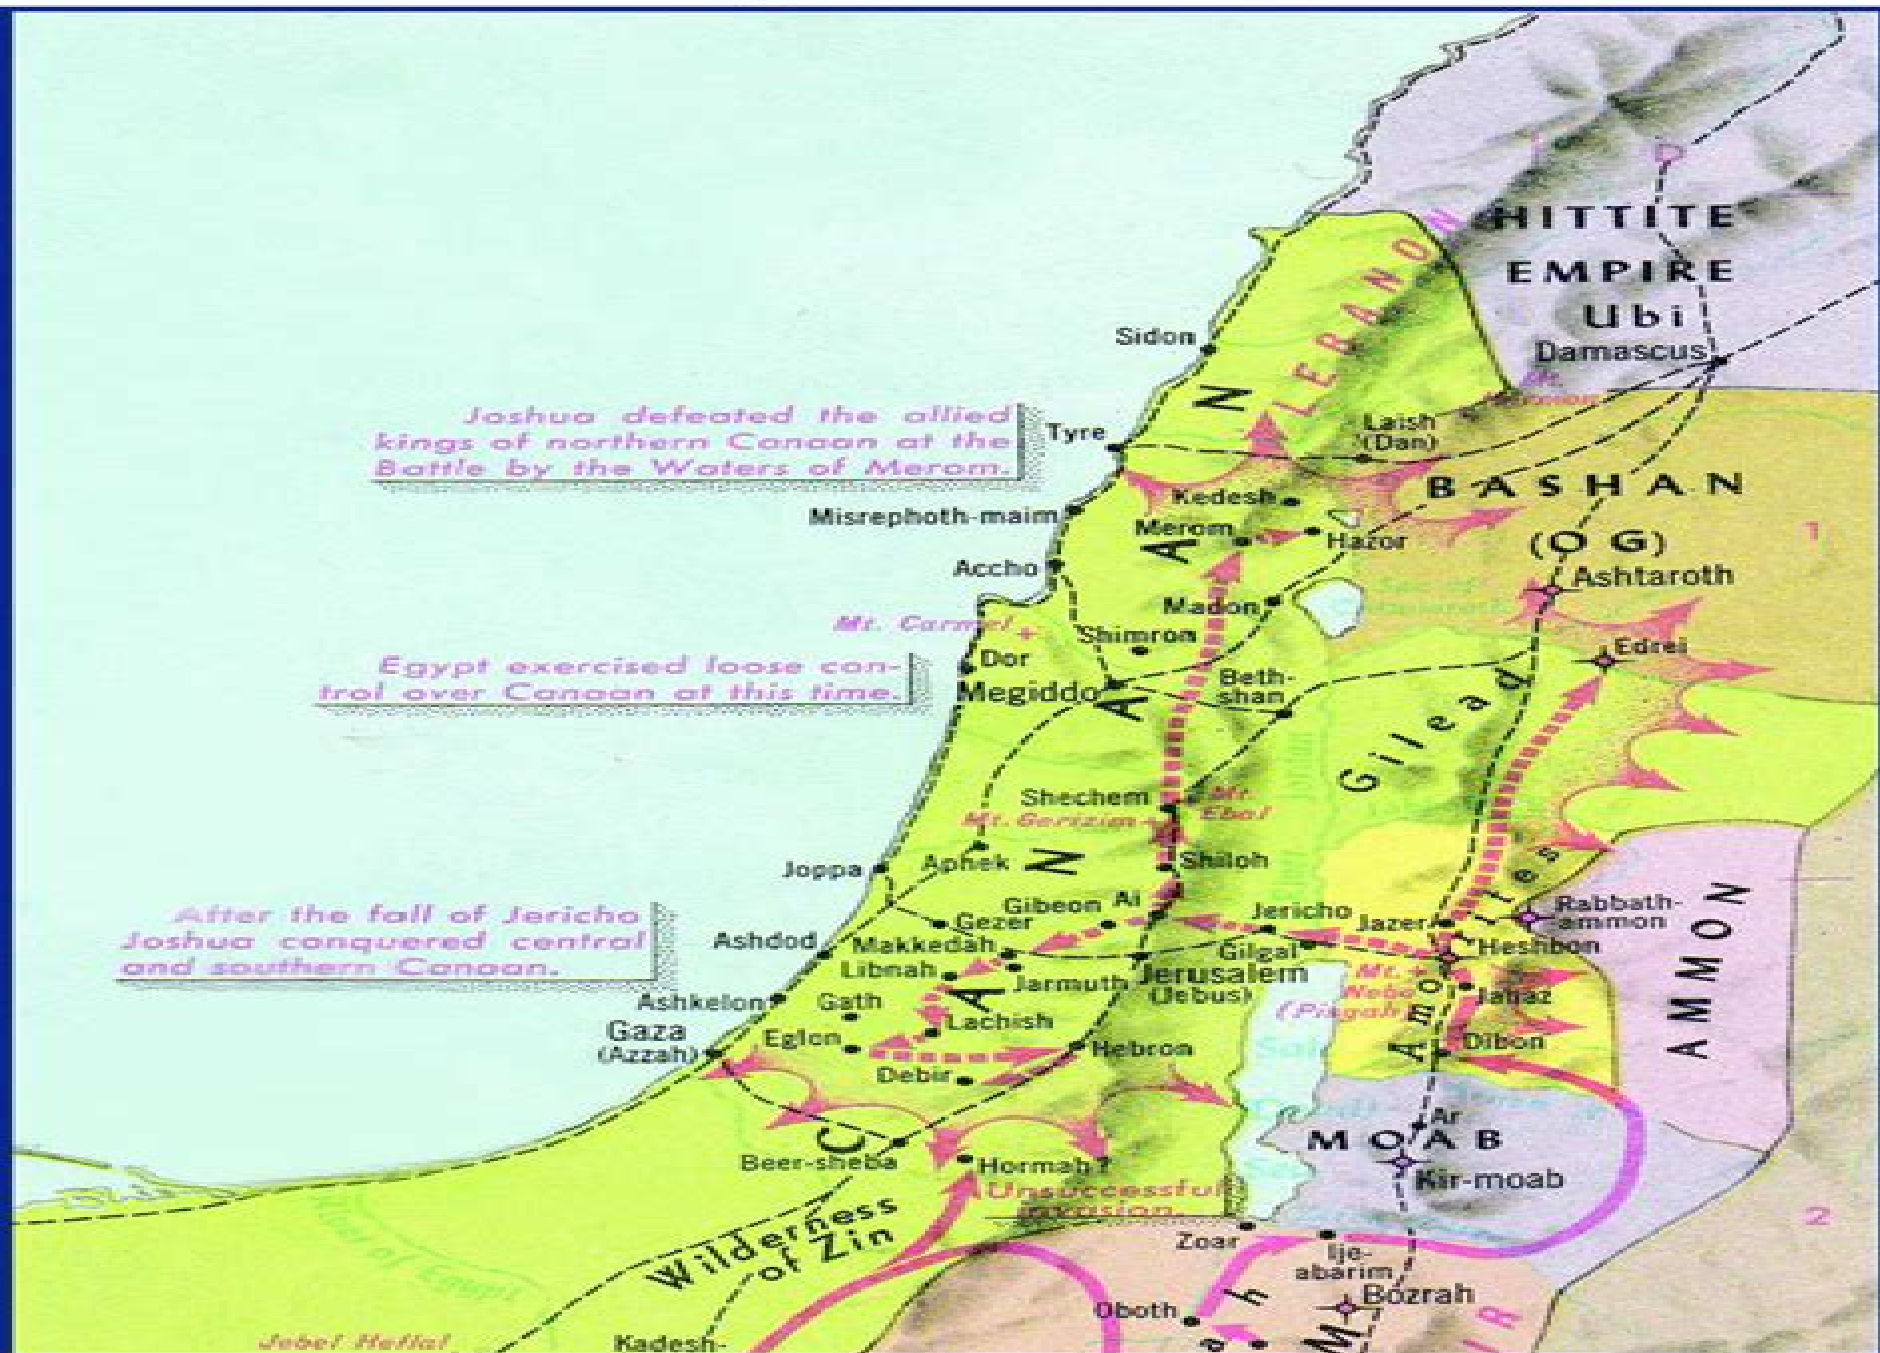 HITTITE
EMPIRE
Ubi
Damascus
LEBANON
Sidon
Joshua defeated the allied
kings of northern Canaan at the
Battle by the Waters of Merom.
Tyre
Laish
(Dan)
BASHAN
(OG)
Kedesh
Misrephoth-maim
Merom
Hazor
1
Accho
Ashtaroth
Madon
Mt. Carmel
Shimron
Dor
Edrei
Egypt exercised loose con-
trol over Canaan at this time.
Megiddo
Beth-
shan
Gilead
CANAAN
Shechem
Mt.
Ebal
Mt. Gerizim
Joppa
Aphek
Shiloh
Gibeon
Ai
Jericho
Jazer
Rabbath-
ammon
AMMON
After the fall of Jericho
Joshua conquered central
and southern Canaan.
Gezer
Ashdod
Makkedah
Gilgal
Heshbon
Libnah
Jarmuth
Jerusalem
(Jebus)
Mt.
Nebo
(Pisgah)
Jahaz
Ashkelon
Gath
Gaza
(Azzah)
Eglon
Lachish
Hebron
Dibon
Debir
Ar
MOAB
Kir-moab
Beer-sheba
Hormah?
Unsuccessful
invasion.
Wilderness
of Zin
Zoar
Ije-
abarim
2
River of Egypt
Oboth
Bozrah
Kadesh-